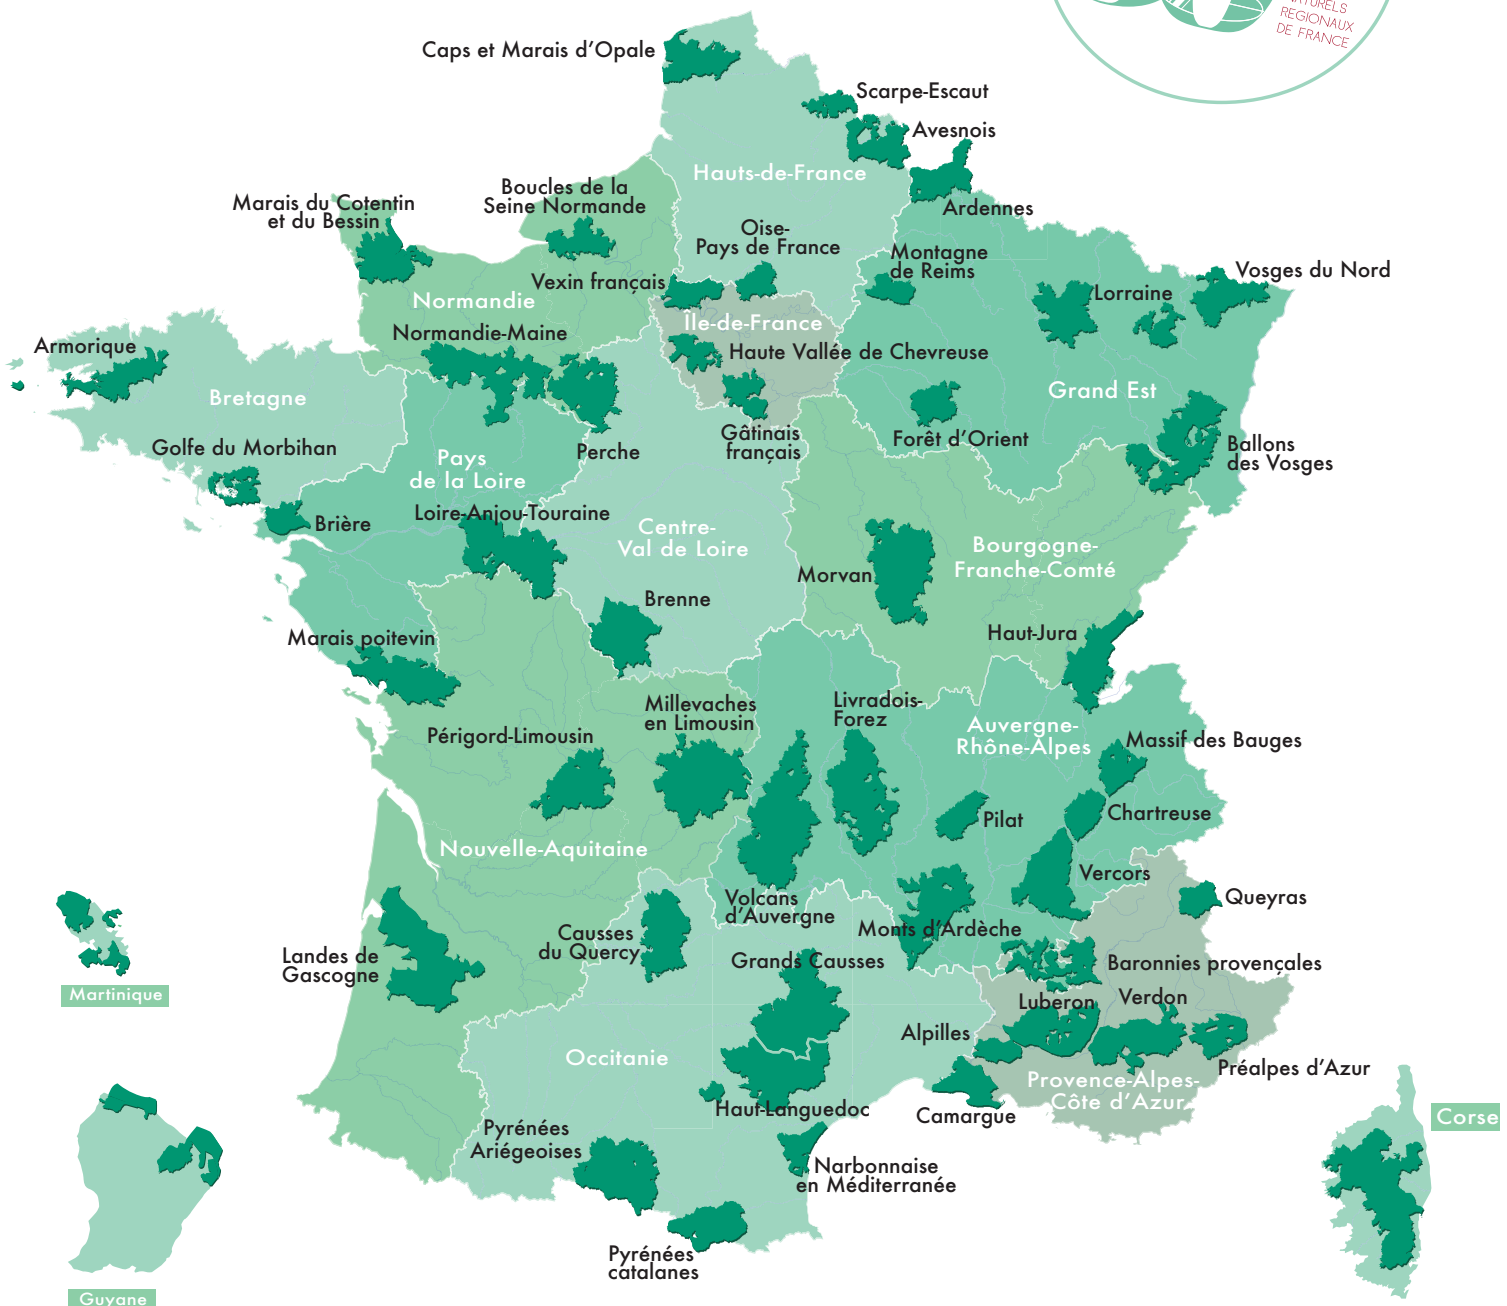 NATURELS
REGIONAUX
DE FRANCE
Caps et Marais d'Opale
Scarpe-Escaut
Avesnois
Hauts-de-France
Ardennes
Marais du Cotentin
et du Bessin
Boucles de la
Seine Normande
Oise-
Pays de France
Montagne
de Reims
Vexin français
Vosges du Nord
Lorraine
Normandie
Île-de-France
Normandie-Maine
Haute Vallée de Chevreuse
Armorique
Bretagne
Grand Est
Gâtinais
français
Forêt d'Orient
Ballons
des Vosges
Golfe du Morbihan
Perche
Pays
de la Loire
Brière
Loire-Anjou-Touraine
Centre-
Val de Loire
Bourgogne-
Franche-Comté
Morvan
Brenne
Haut-Jura
Marais poitevin
Millevaches
en Limousin
Livradois-
Forez
Périgord-Limousin
Auvergne-
Rhône-Alpes
Massif des Bauges
Chartreuse
Pilat
Nouvelle-Aquitaine
Vercors
Queyras
Volcans
d'Auvergne
Monts d'Ardèche
Causses
du Quercy
Landes de
Gascogne
Grands Causses
Baronnies provençales
Martinique
Luberon
Verdon
Alpilles
Occitanie
Préalpes d'Azur
Provence-Alpes-
Côte d'Azur
Camargue
Haut-Languedoc
Corse
Pyrénées
Ariégeoises
Narbonnaise
en Méditerranée
Pyrénées
catalanes
Guyane